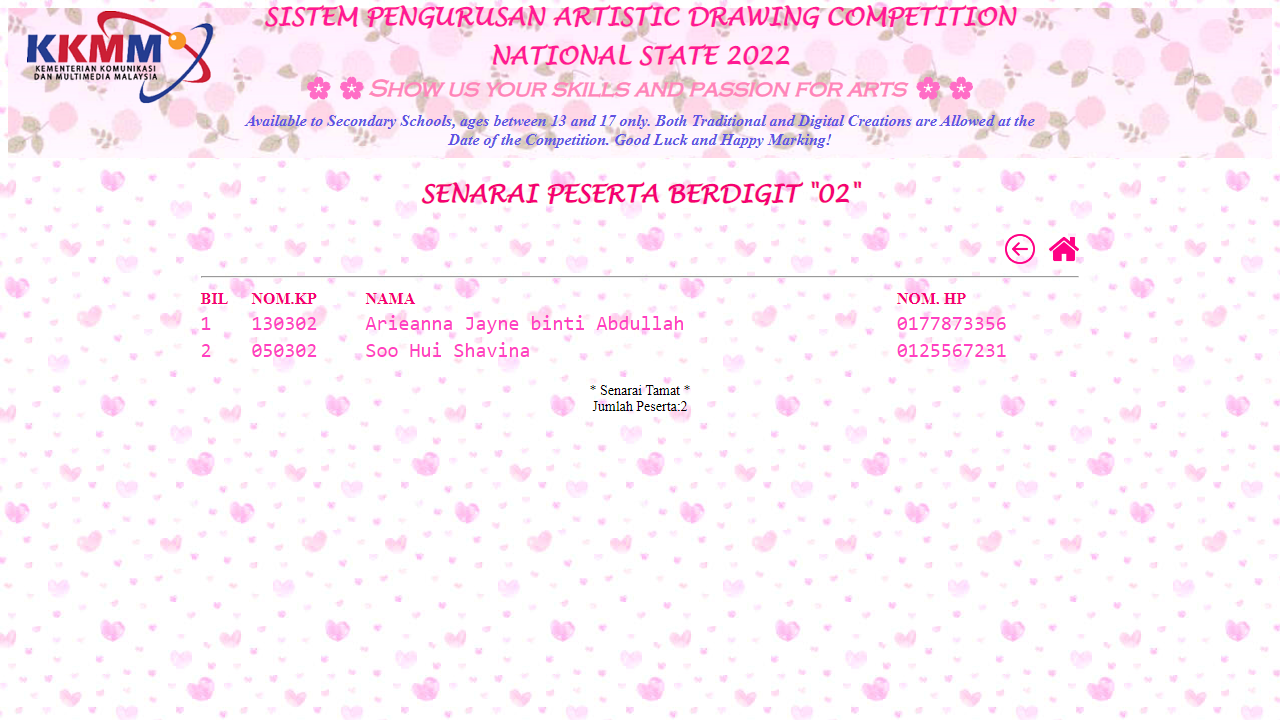 SISTEM PENGURUSAN ARTISTIC DRAWING COMPETITION
NATIONAL STATE 2022
KKMM
KEMENTERIAN KOMUNIKASI
DAN MULTIMEDIA MALAYSIA
SHOW US YOUR SKILLS AND PASSION FOR ARTS
Available to Secondary Schools, ages between 13 and 17 only. Both Traditional and Digital Creations are Allowed at the
Date of the Competition. Good Luck and Happy Marking!
SENARAI PESERTA BERDIGIT "02"
BIL NOM.KP NAMA NOM. HP
1 130302 Arieanna Jayne binti Abdullah 0177873356
2 050302 Soo Hui Shavina 0125567231
* Senarai Tamat *
Jumlah Peserta:2